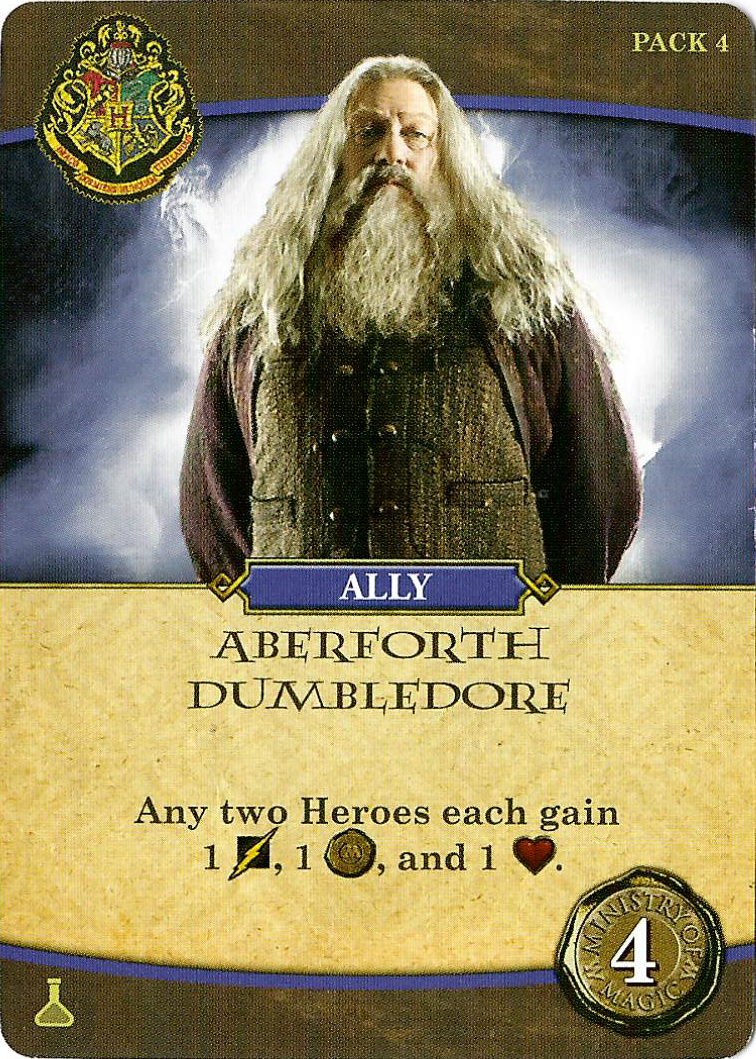 PACK 4
ALLY
ABERFORTH
DUMBLEDORE
Any two Heroes each gain
1 , 1 , and 1 .
MINISTRY OF
4
MAGIC